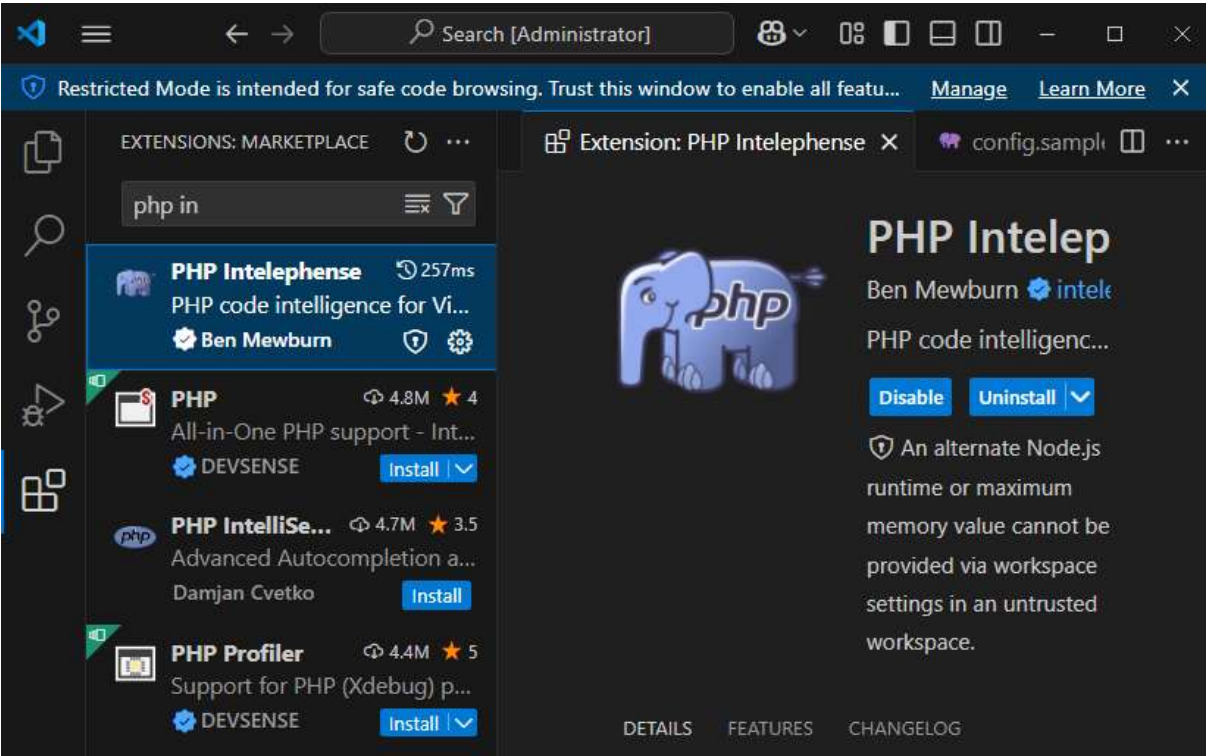 Search [Administrator]
Restricted Mode is intended for safe code browsing. Trust this window to enable all featu... Manage Learn More
EXTENSIONS: MARKETPLACE
php in
PHP Intelephense 257ms
PHP code intelligence for Vi...
Ben Mewburn
PHP 4.8M ★ 4
All-in-One PHP support - Int...
DEVSENSE Install
php
PHP IntelliSe... 4.7M ★ 3.5
Advanced Autocompletion a...
Damjan Cvetko Install
PHP Profiler 4.4M ★ 5
Support for PHP (Xdebug) p...
DEVSENSE Install
Extension: PHP Intelephense
config.sample
php
PHP Intelep
Ben Mewburn intele
PHP code intelligenc...
Disable Uninstall
An alternate Node.js
runtime or maximum
memory value cannot be
provided via workspace
settings in an untrusted
workspace.
DETAILS FEATURES CHANGELOG